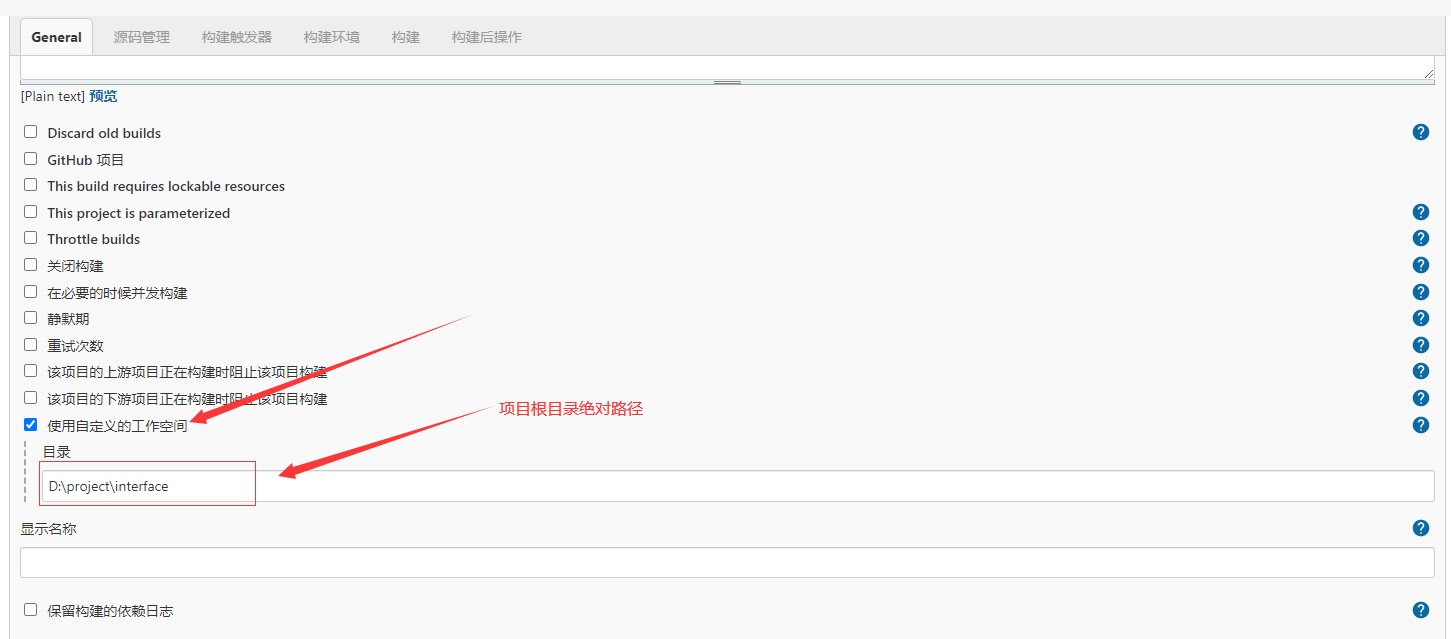 General 源码管理 构建触发器 构建环境 构建 构建后操作
[Plain text] 预览
Discard old builds
GitHub 项目
This build requires lockable resources
This project is parameterized
Throttle builds
关闭构建
在必要的时候并发构建
静默期
重试次数
该项目的上游项目正在构建时阻止该项目构建
该项目的下游项目正在构建时阻止该项目构建
项目根目录绝对路径
使用自定义的工作空间
目录
D:\project\interface
显示名称
保留构建的依赖日志